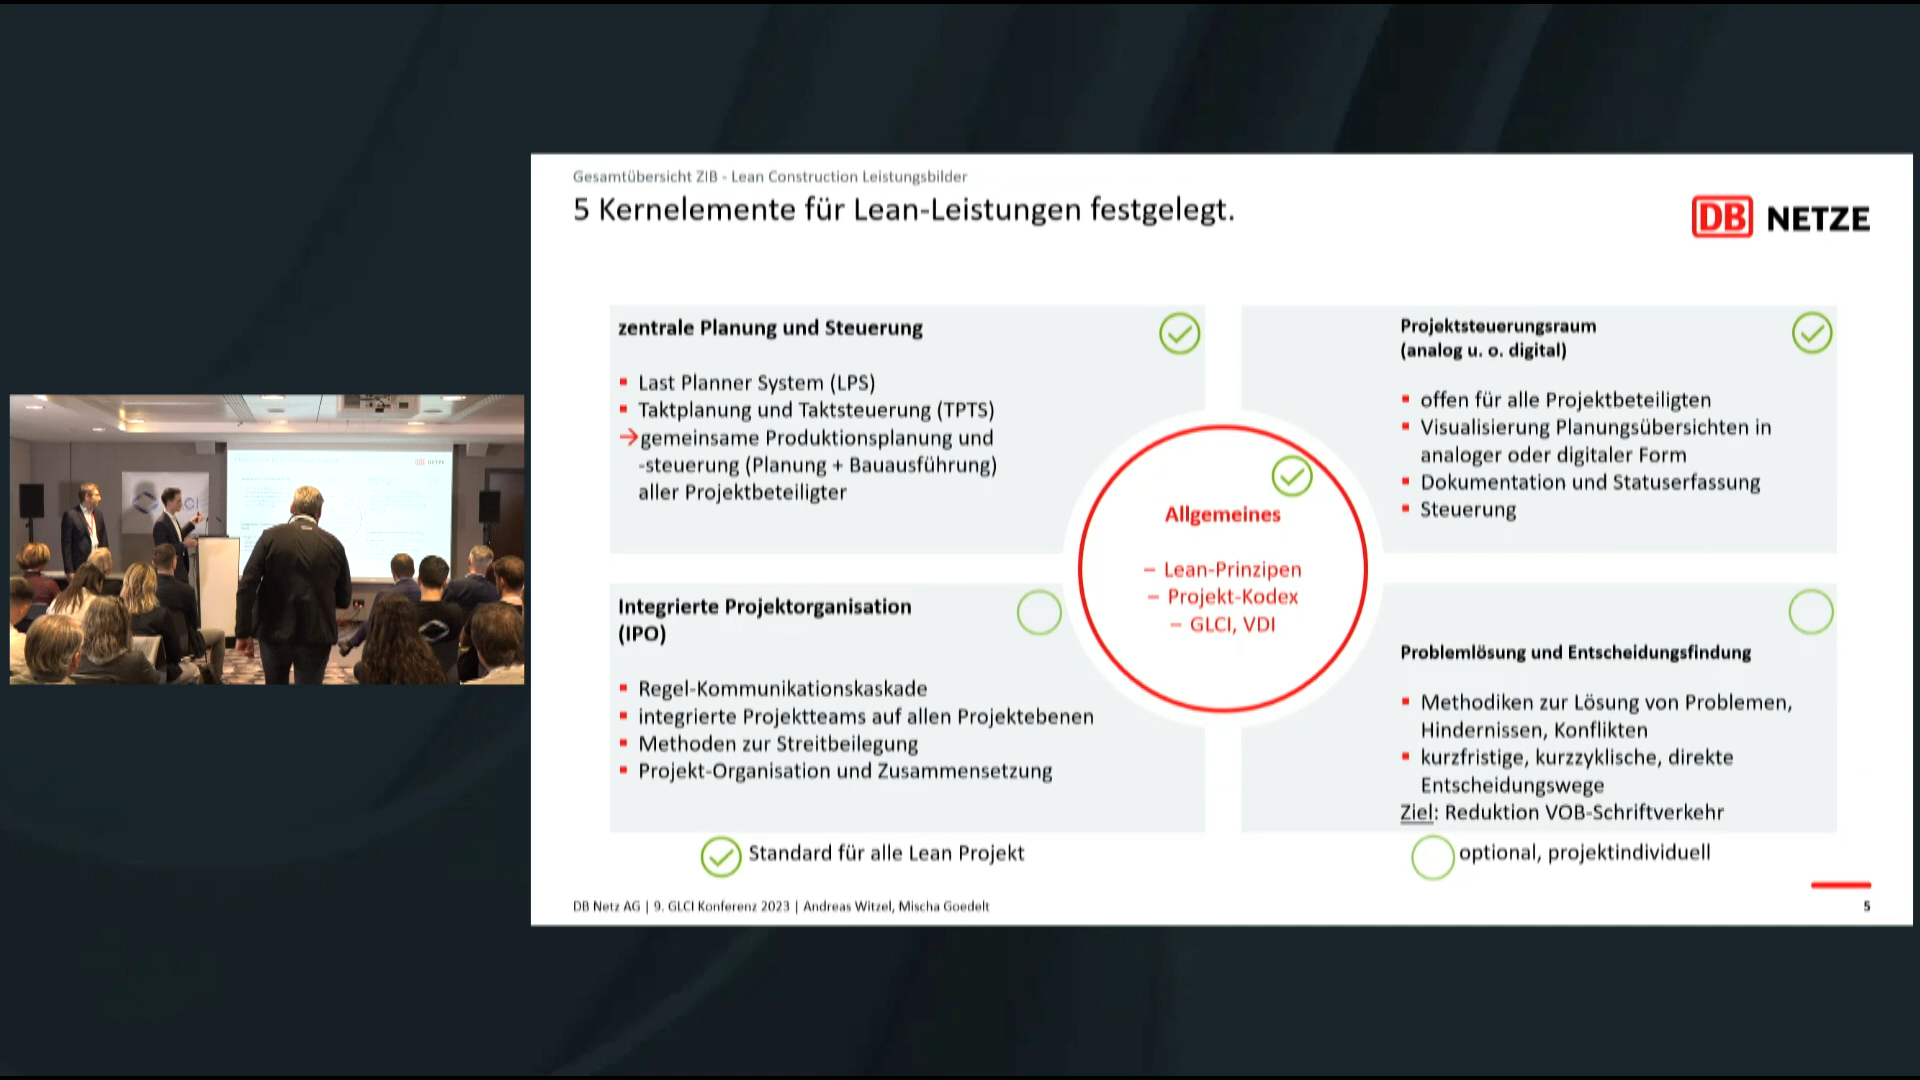 Gesamtübersicht ZIB - Lean Construction Leistungsbilder
5 Kernelemente für Lean-Leistungen festgelegt.
DB NETZE
zentrale Planung und Steuerung
Last Planner System (LPS)
Taktplanung und Taktsteuerung (TPTS)
gemeinsame Produktionsplanung und
-steuerung (Planung + Bauausführung)
aller Projektbeteiligter
Projektsteuerungsraum
(analog u. o. digital)
offen für alle Projektbeteiligten
Visualisierung Planungsübersichten in
analoger oder digitaler Form
Dokumentation und Statuserfassung
Steuerung
Allgemeines
– Lean-Prinzipen
– Projekt-Kodex
– GLCI, VDI
Integrierte Projektorganisation
(IPO)
Regel-Kommunikationskaskade
integrierte Projektteams auf allen Projektebenen
Methoden zur Streitbeilegung
Projekt-Organisation und Zusammensetzung
Problemlösung und Entscheidungsfindung
Methodiken zur Lösung von Problemen,
Hindernissen, Konflikten
kurzfristige, kurzzyklische, direkte
Entscheidungswege
Ziel: Reduktion VOB-Schriftverkehr
Standard für alle Lean Projekt
optional, projektindividuell
DB Netz AG | 9. GLCI Konferenz 2023 | Andreas Witzel, Mischa Goedelt
5